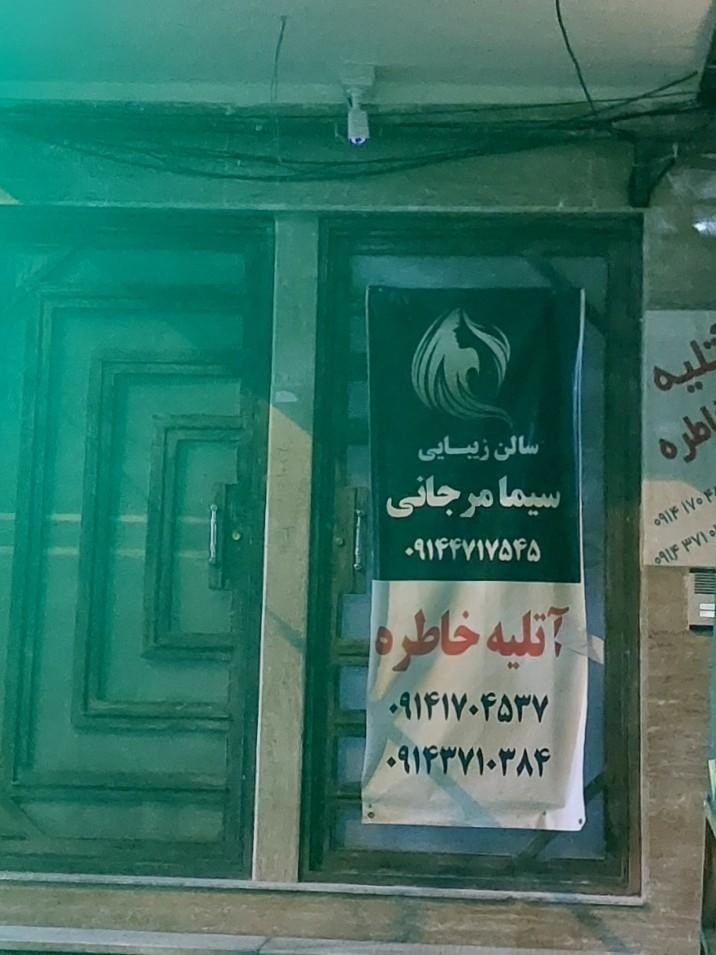 سالن زیبایی
سیما مرجانی
۰۹۱۴۴۷۱۷۵۴۵
آتلیه خاطره
۰۹۱۴۱۷۰۴۵۳۷
۰۹۱۴۳۷۱۰۳۸۴